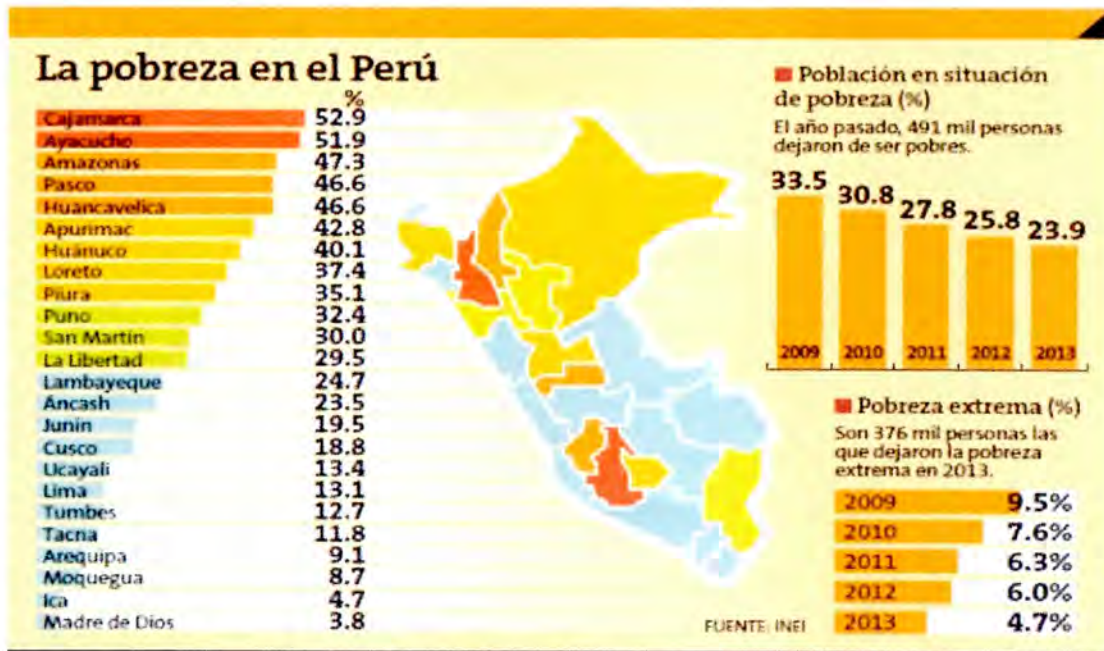 La pobreza en el Perú
%
Cajamarca 52.9
Ayacucho 51.9
Amazonas 47.3
Pasco 46.6
Huancavelica 46.6
Apurímac 42.8
Huánuco 40.1
Loreto 37.4
Piura 35.1
Puno 32.4
San Martín 30.0
La Libertad 29.5
Lambayeque 24.7
Áncash 23.5
Junín 19.5
Cusco 18.8
Ucayali 13.4
Lima 13.1
Tumbes 12.7
Tacna 11.8
Arequipa 9.1
Moquegua 8.7
Ica 4.7
Madre de Dios 3.8
Población en situación
de pobreza (%)
El año pasado, 491 mil personas
dejaron de ser pobres.
33.5 30.8 27.8 25.8 23.9
2009 2010 2011 2012 2013
Pobreza extrema (%)
Son 376 mil personas las
que dejaron la pobreza
extrema en 2013.
2009 9.5%
2010 7.6%
2011 6.3%
2012 6.0%
2013 4.7%
FUENTE: INEI